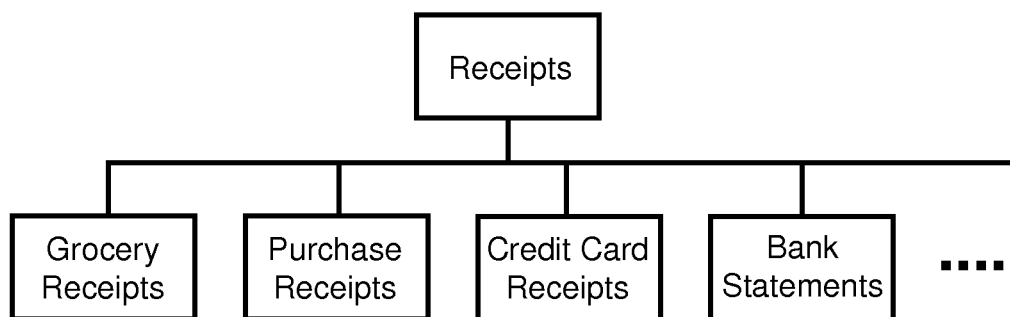 Receipts
Grocery
Receipts
Purchase
Receipts
Credit Card
Receipts
Bank
Statements
....